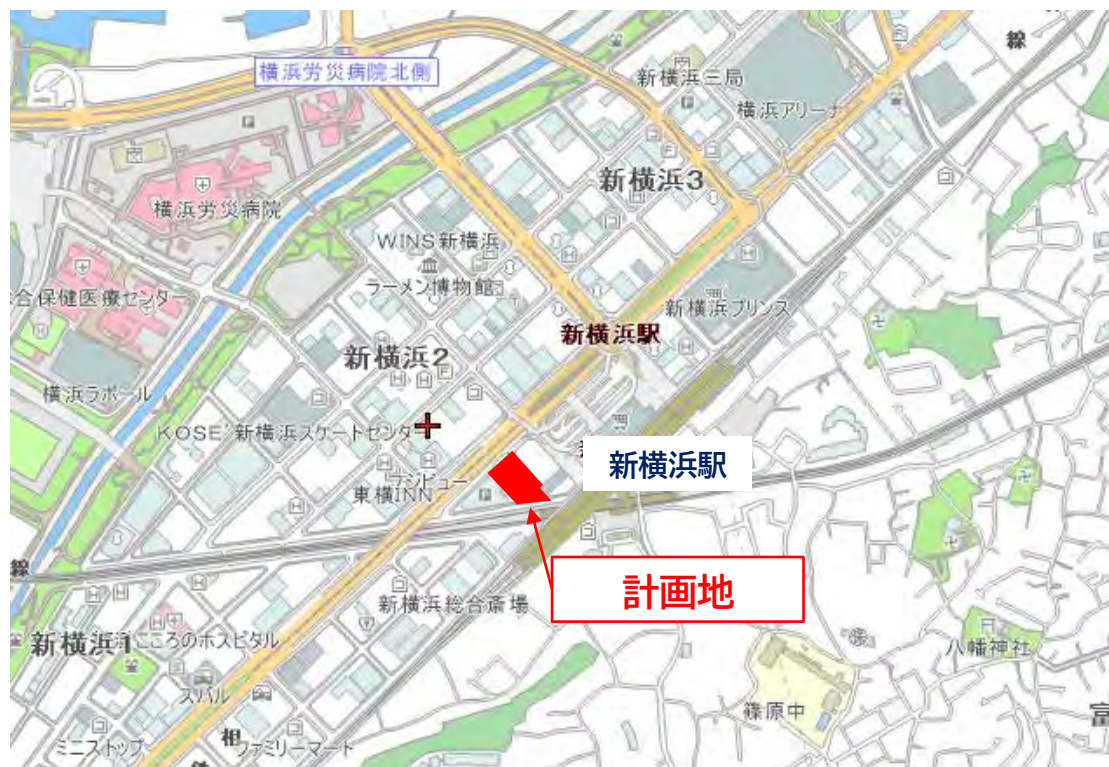 線
横浜労災病院北側
新横浜三局
横浜アリーナ
新横浜3
横浜労災病院
WINS新横浜
ラーメン博物館
合保健医療センター
新横浜プリンス
新横浜駅
新横浜2
横浜ラポール
KOSE'新横浜スケートセンター
新横浜駅
東横INN
線
計画地
新横浜総合斎場
新横浜1
こころのホスピタル
八幡神社
スバル
篠原中
富
ミニストップ
相
ファミリーマート